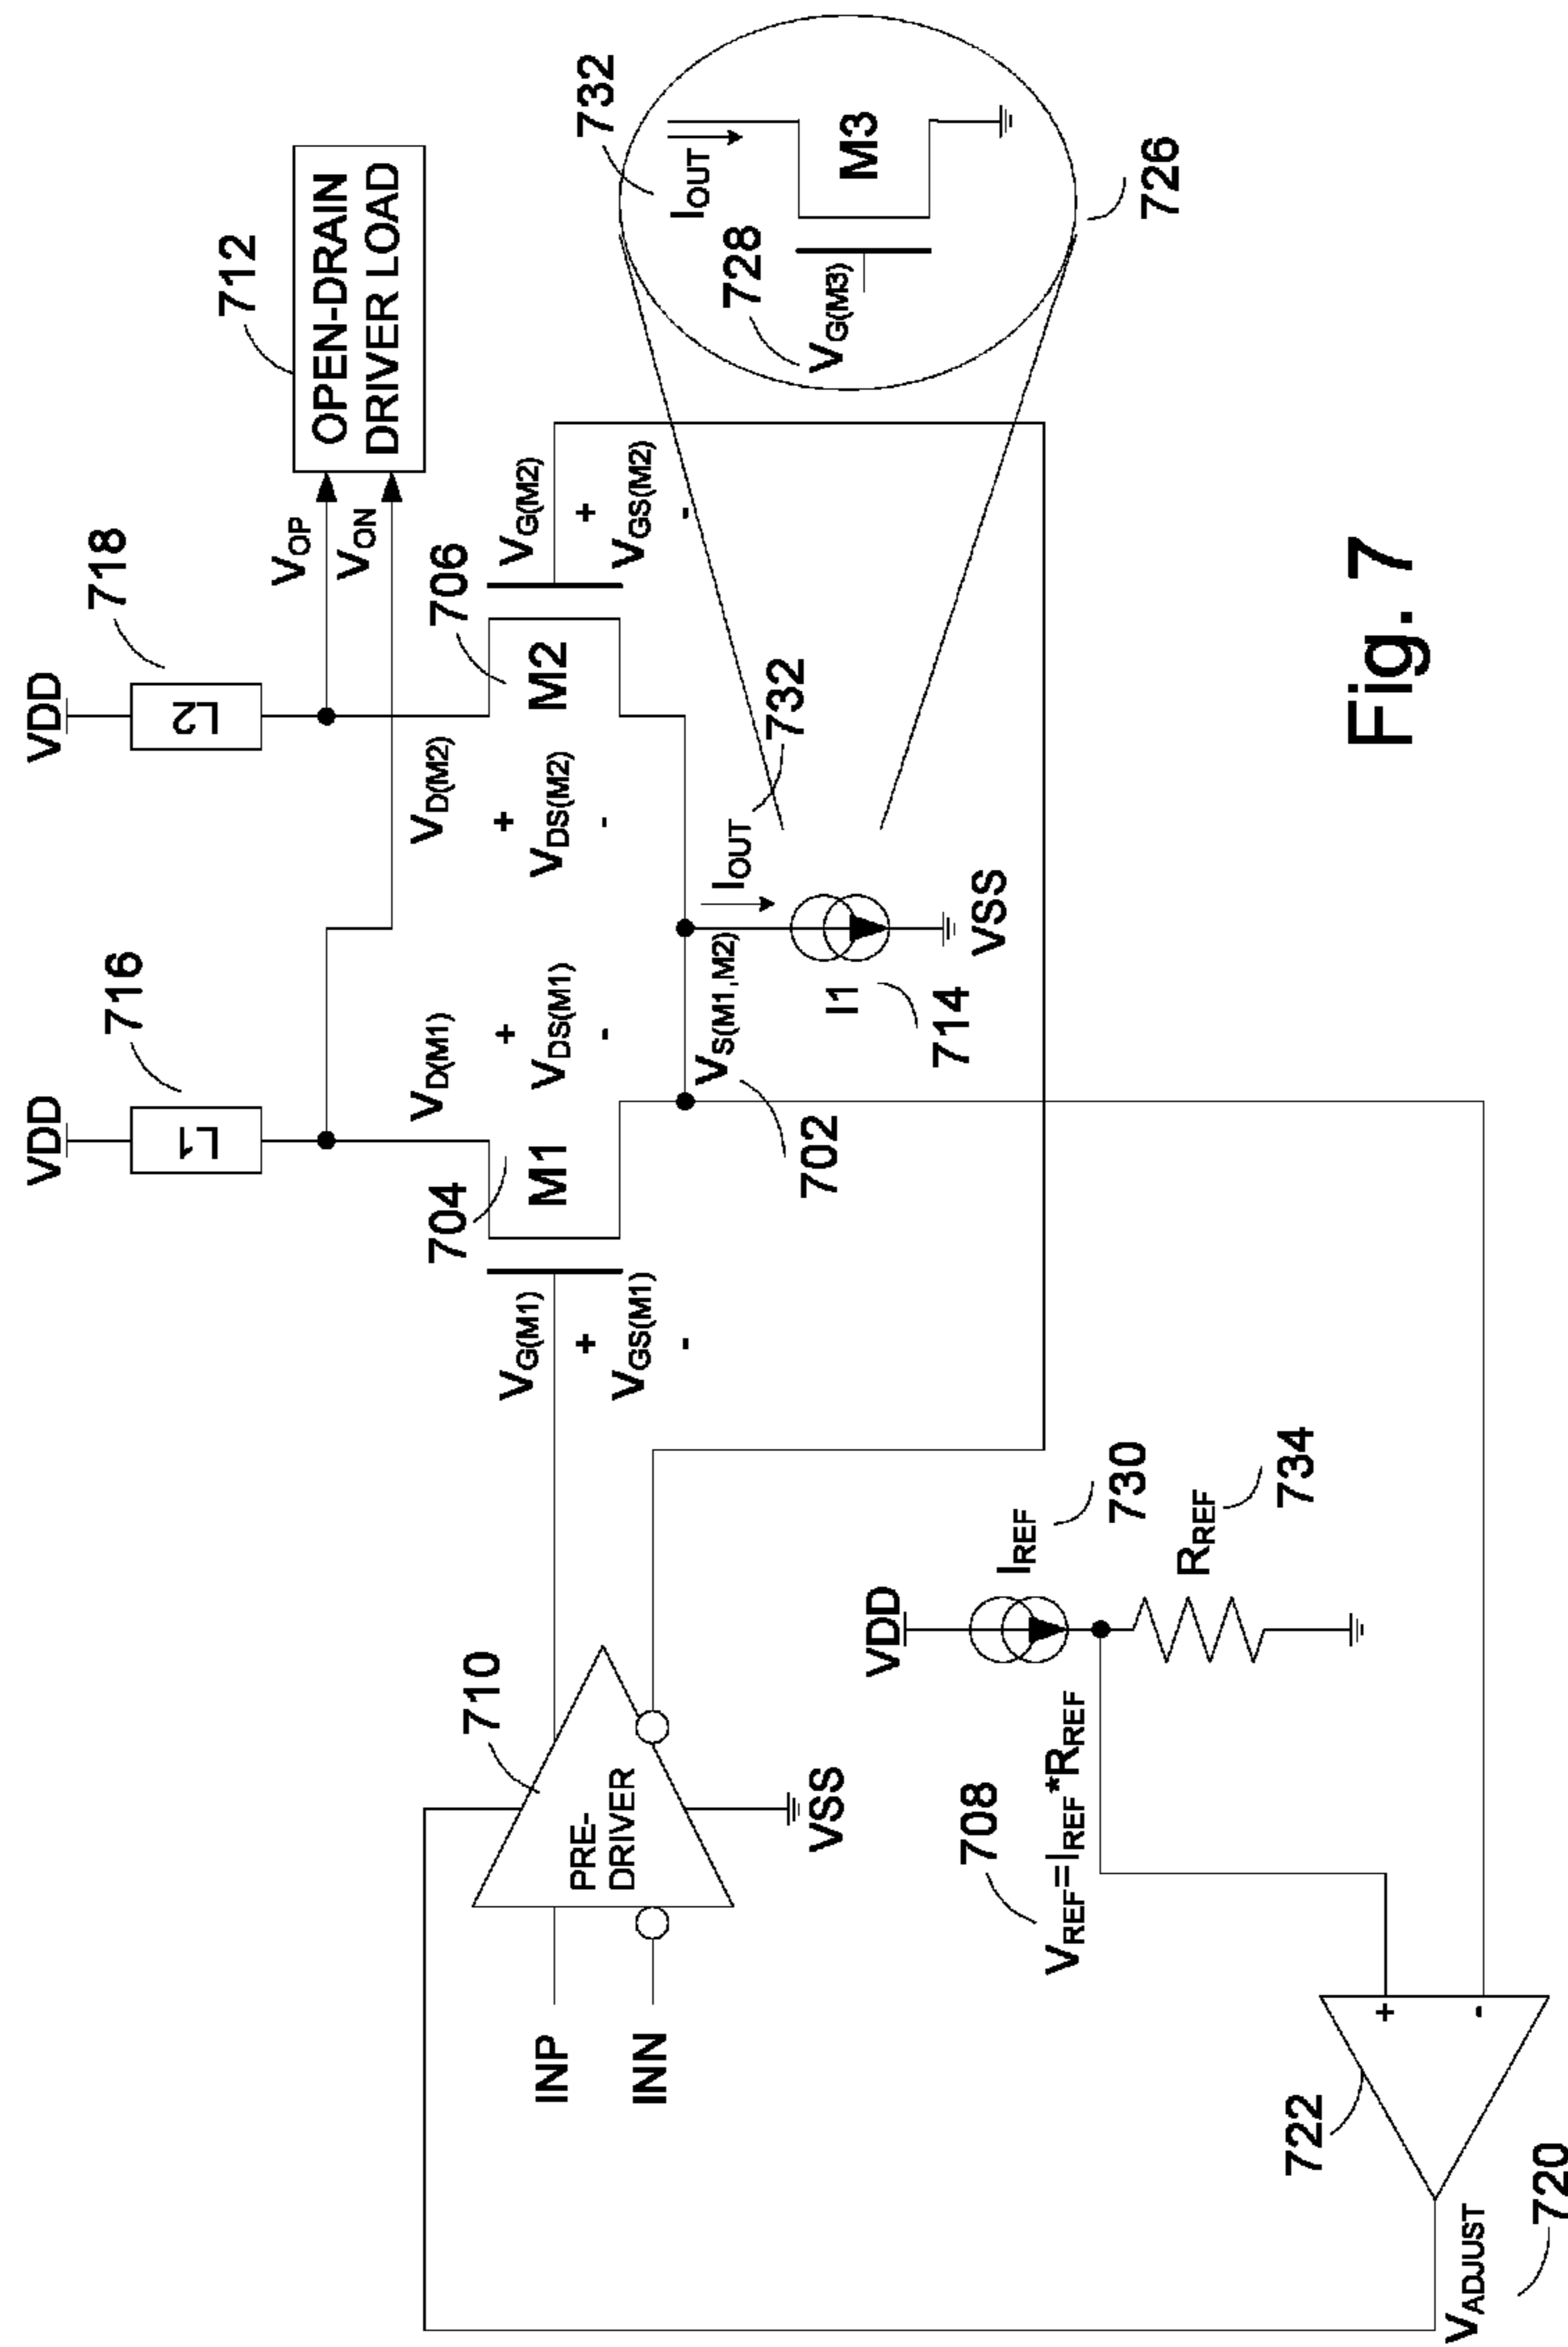 VDD
716
L1
VDD
718
L2
712
OPEN-DRAIN
DRIVER LOAD
VOP
VON
710
PRE-
DRIVER
INP
INN
VSS
VG(M1)
+
VGS(M1)
-
704
M1
VD(M1)
+
VDS(M1)
-
VD(M2)
+
VDS(M2)
-
706
M2
VG(M2)
+
VGS(M2)
-
VS(M1,M2)
702
IOUT
732
I1
714
VSS
732
IOUT
728
VG(M3)
M3
726
VDD
IREF
730
708
VREF=IREF*RREF
RREF
734
722
+
-
VADJUST
720
Fig. 7